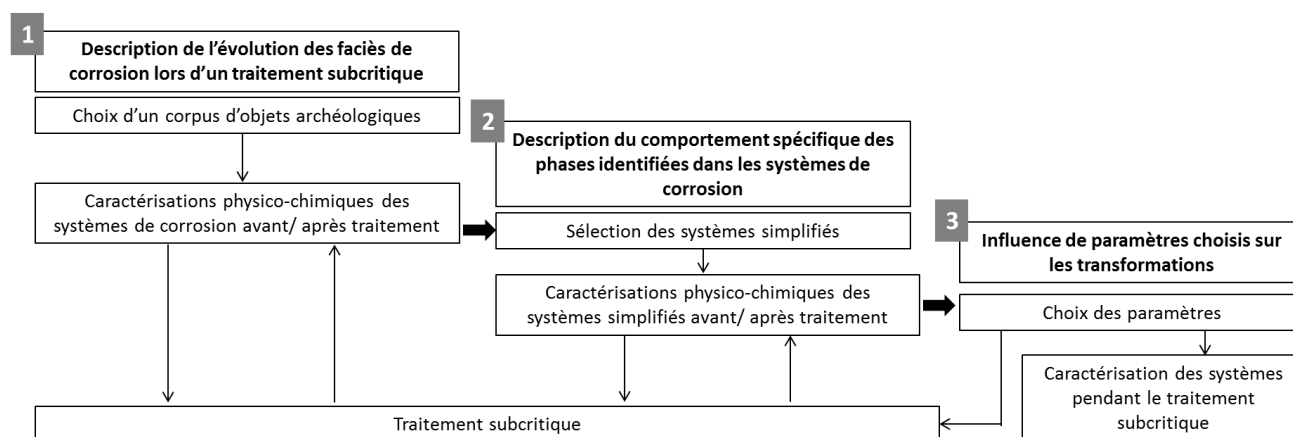 1
Description de l'évolution des faciès de
corrosion lors d'un traitement subcritique
Choix d'un corpus d'objets archéologiques
Caractérisations physico-chimiques des
systèmes de corrosion avant/ après traitement
2
Description du comportement spécifique des
phases identifiées dans les systèmes de
corrosion
Sélection des systèmes simplifiés
Caractérisations physico-chimiques des
systèmes simplifiés avant/ après traitement
3
Influence de paramètres choisis sur
les transformations
Choix des paramètres
Caractérisation des systèmes
pendant le traitement
subcritique
Traitement subcritique